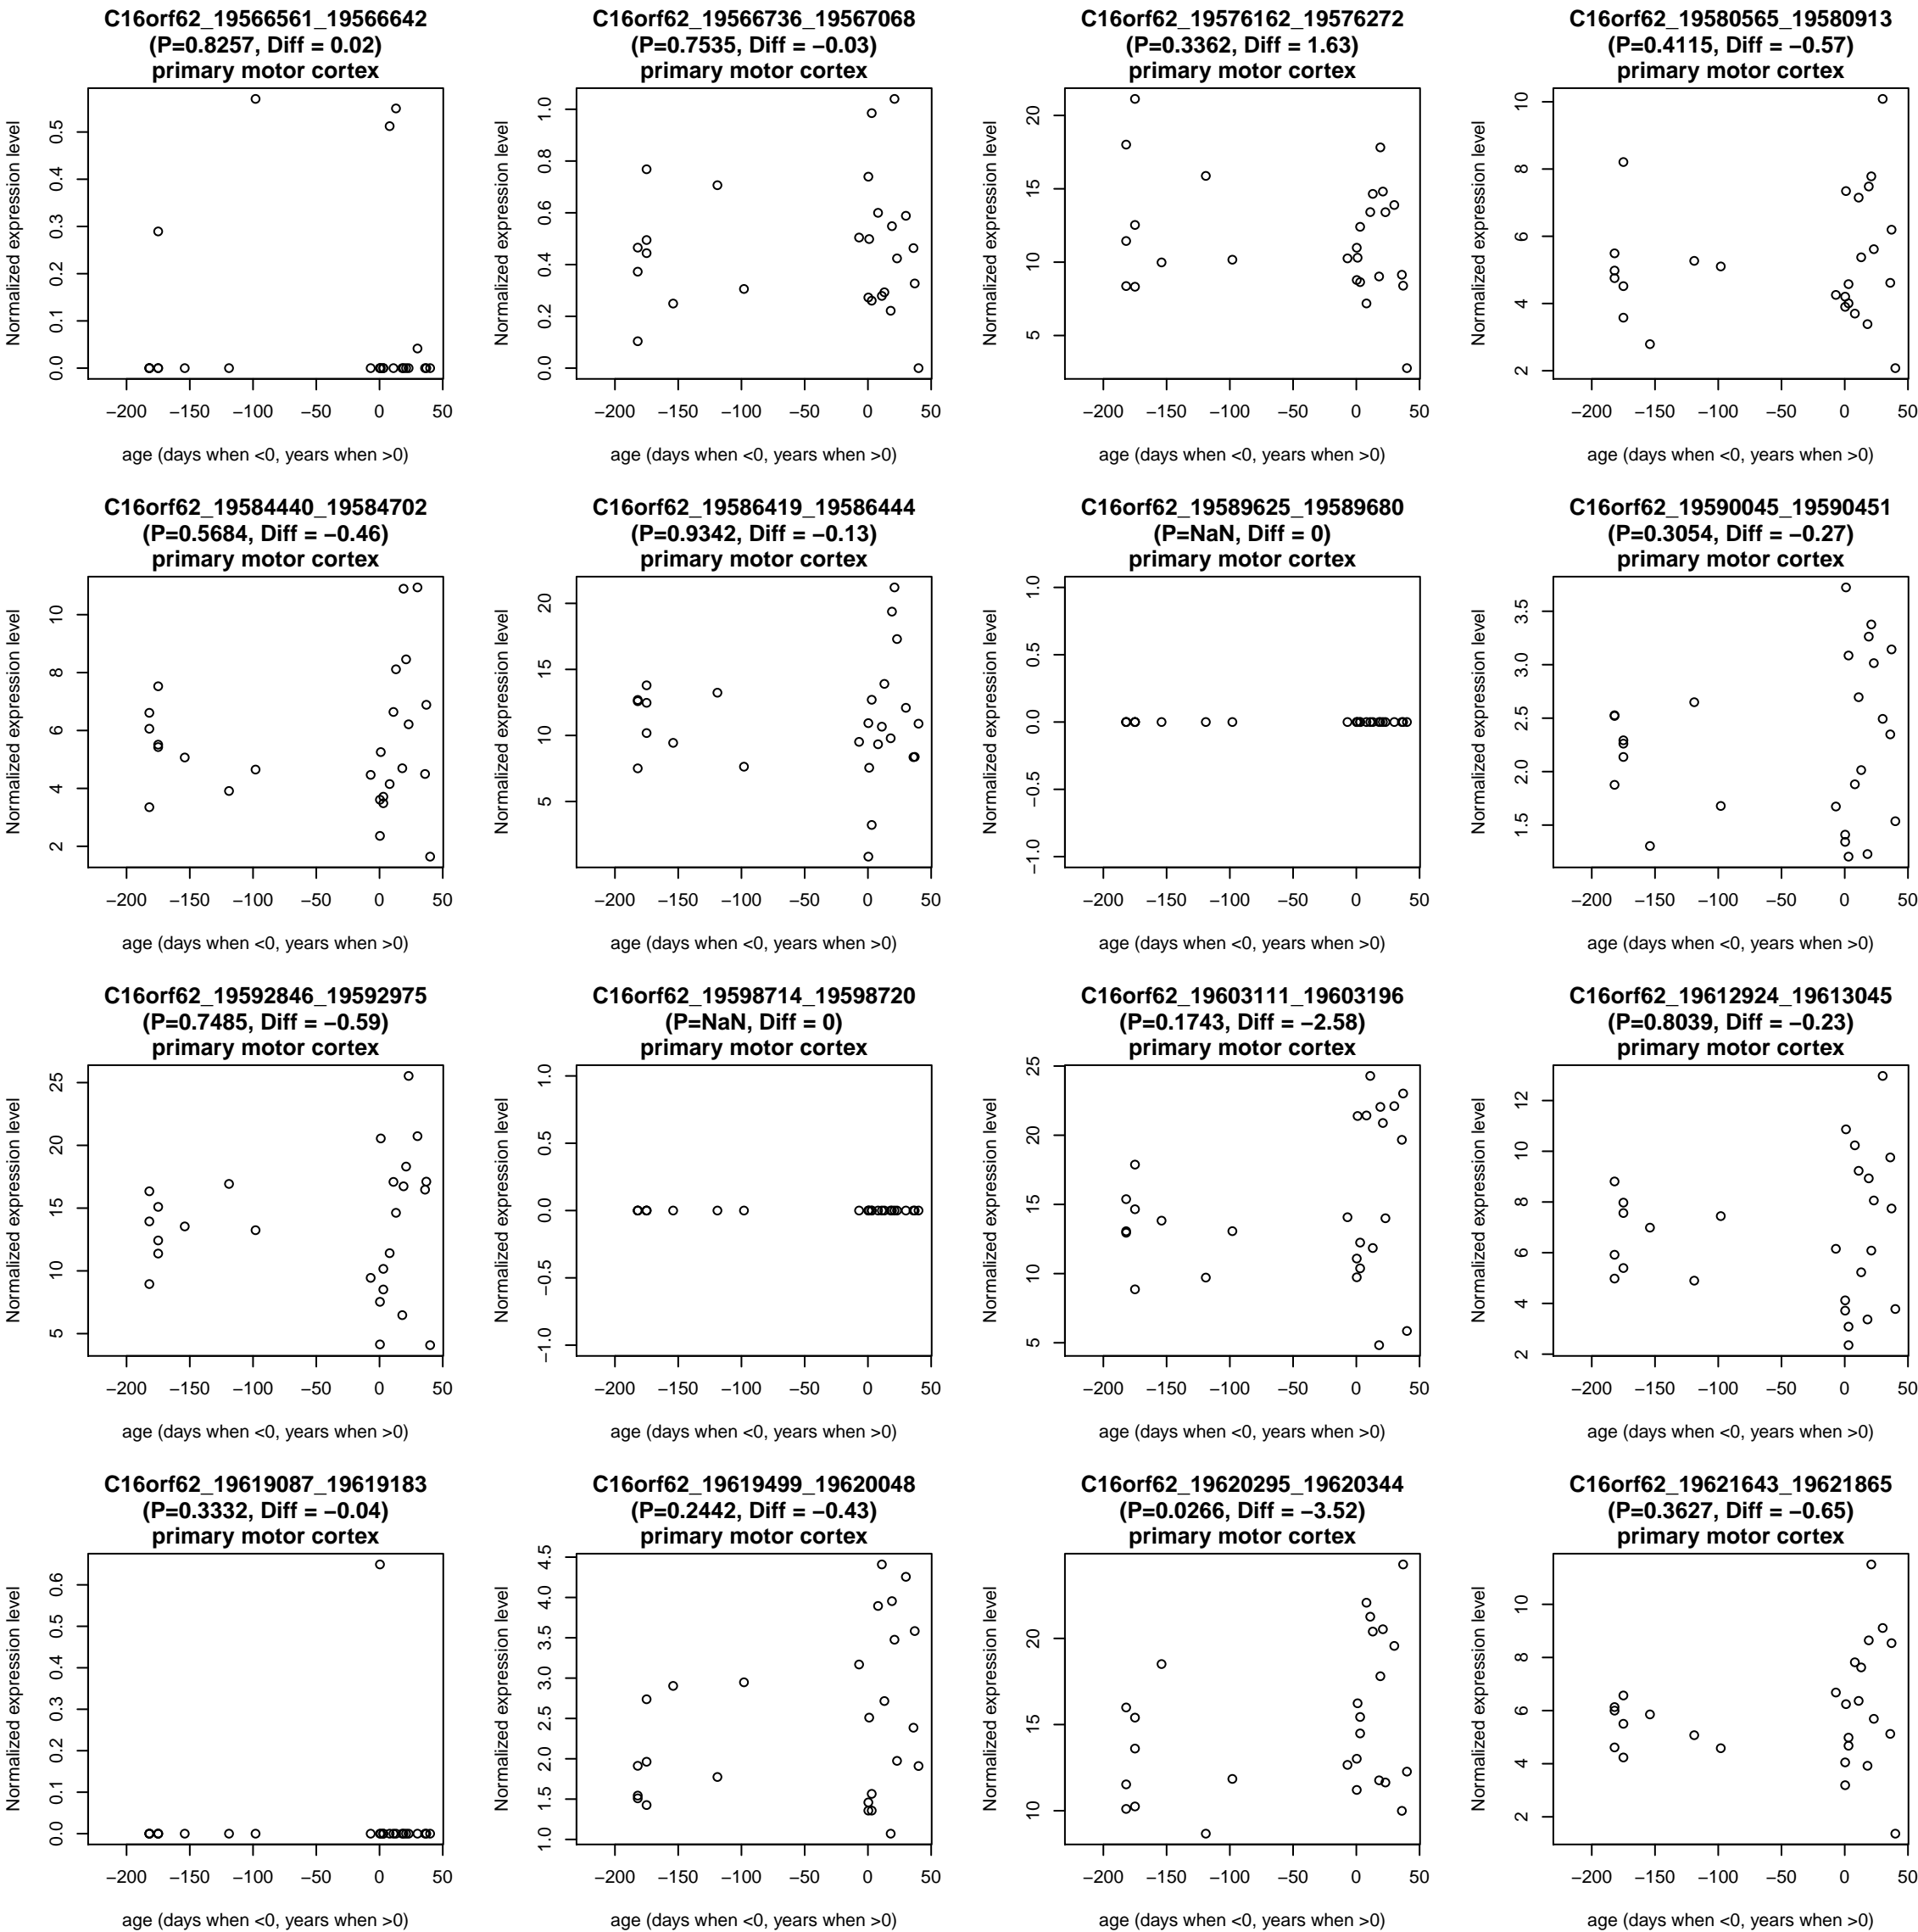 C16orf62_19566561_19566642
(P=0.8257, Diff = 0.02)
primary motor cortex
Normalized expression level
0.0 0.1 0.2 0.3 0.4 0.5
−200 −150 −100 −50 0 50
age (days when <0, years when >0)
C16orf62_19566736_19567068
(P=0.7535, Diff = −0.03)
primary motor cortex
Normalized expression level
0.0 0.2 0.4 0.6 0.8 1.0
−200 −150 −100 −50 0 50
age (days when <0, years when >0)
C16orf62_19576162_19576272
(P=0.3362, Diff = 1.63)
primary motor cortex
Normalized expression level
5 10 15 20
−200 −150 −100 −50 0 50
age (days when <0, years when >0)
C16orf62_19580565_19580913
(P=0.4115, Diff = −0.57)
primary motor cortex
Normalized expression level
2 4 6 8 10
−200 −150 −100 −50 0 50
age (days when <0, years when >0)
C16orf62_19584440_19584702
(P=0.5684, Diff = −0.46)
primary motor cortex
Normalized expression level
2 4 6 8 10
−200 −150 −100 −50 0 50
age (days when <0, years when >0)
C16orf62_19586419_19586444
(P=0.9342, Diff = −0.13)
primary motor cortex
Normalized expression level
5 10 15 20
−200 −150 −100 −50 0 50
age (days when <0, years when >0)
C16orf62_19589625_19589680
(P=NaN, Diff = 0)
primary motor cortex
Normalized expression level
−1.0 −0.5 0.0 0.5 1.0
−200 −150 −100 −50 0 50
age (days when <0, years when >0)
C16orf62_19590045_19590451
(P=0.3054, Diff = −0.27)
primary motor cortex
Normalized expression level
1.5 2.0 2.5 3.0 3.5
−200 −150 −100 −50 0 50
age (days when <0, years when >0)
C16orf62_19592846_19592975
(P=0.7485, Diff = −0.59)
primary motor cortex
Normalized expression level
5 10 15 20 25
−200 −150 −100 −50 0 50
age (days when <0, years when >0)
C16orf62_19598714_19598720
(P=NaN, Diff = 0)
primary motor cortex
Normalized expression level
−1.0 −0.5 0.0 0.5 1.0
−200 −150 −100 −50 0 50
age (days when <0, years when >0)
C16orf62_19603111_19603196
(P=0.1743, Diff = −2.58)
primary motor cortex
Normalized expression level
5 10 15 20 25
−200 −150 −100 −50 0 50
age (days when <0, years when >0)
C16orf62_19612924_19613045
(P=0.8039, Diff = −0.23)
primary motor cortex
Normalized expression level
2 4 6 8 10 12
−200 −150 −100 −50 0 50
age (days when <0, years when >0)
C16orf62_19619087_19619183
(P=0.3332, Diff = −0.04)
primary motor cortex
Normalized expression level
0.0 0.1 0.2 0.3 0.4 0.5 0.6
−200 −150 −100 −50 0 50
age (days when <0, years when >0)
C16orf62_19619499_19620048
(P=0.2442, Diff = −0.43)
primary motor cortex
Normalized expression level
1.0 1.5 2.0 2.5 3.0 3.5 4.0 4.5
−200 −150 −100 −50 0 50
age (days when <0, years when >0)
C16orf62_19620295_19620344
(P=0.0266, Diff = −3.52)
primary motor cortex
Normalized expression level
10 15 20
−200 −150 −100 −50 0 50
age (days when <0, years when >0)
C16orf62_19621643_19621865
(P=0.3627, Diff = −0.65)
primary motor cortex
Normalized expression level
2 4 6 8 10
−200 −150 −100 −50 0 50
age (days when <0, years when >0)